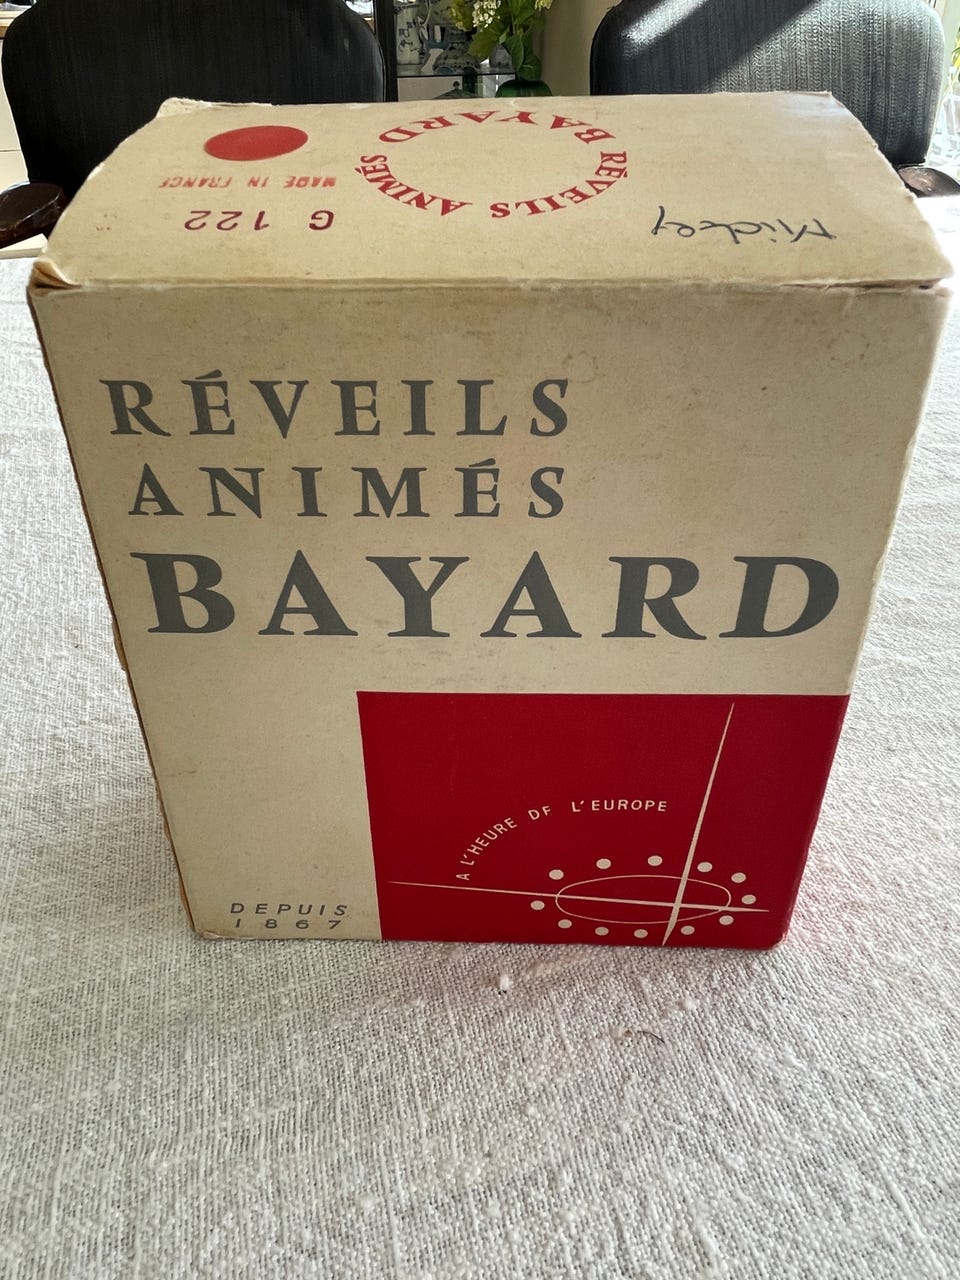 RÉVEILS ANIMÉS BAYARD
MADE IN FRANCE
G 122
Mickey
RÉVEILS
ANIMÉS
BAYARD
A L'HEURE DE L'EUROPE
DEPUIS
1867